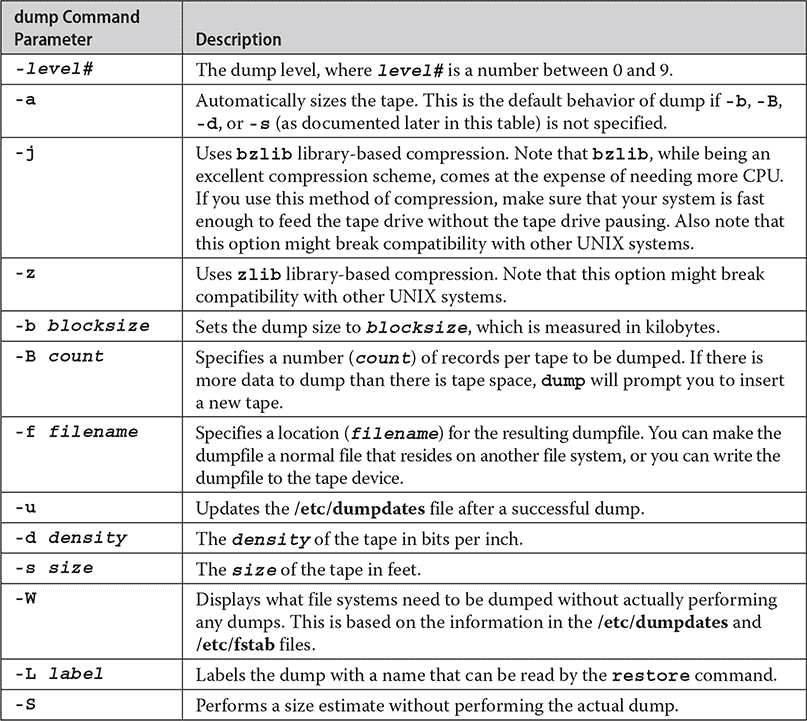 dump Command
Parameter Description
-level# The dump level, where level# is a number between 0 and 9.
-a Automatically sizes the tape. This is the default behavior of dump if -b, -B,
-d, or -s (as documented later in this table) is not specified.
-j Uses bzlib library-based compression. Note that bzlib, while being an
excellent compression scheme, comes at the expense of needing more CPU.
If you use this method of compression, make sure that your system is fast
enough to feed the tape drive without the tape drive pausing. Also note that
this option might break compatibility with other UNIX systems.
-z Uses zlib library-based compression. Note that this option might break
compatibility with other UNIX systems.
-b blocksize Sets the dump size to blocksize, which is measured in kilobytes.
-B count Specifies a number (count) of records per tape to be dumped. If there is
more data to dump than there is tape space, dump will prompt you to insert
a new tape.
-f filename Specifies a location (filename) for the resulting dumpfile. You can make the
dumpfile a normal file that resides on another file system, or you can write the
dumpfile to the tape device.
-u Updates the /etc/dumpdates file after a successful dump.
-d density The density of the tape in bits per inch.
-s size The size of the tape in feet.
-W Displays what file systems need to be dumped without actually performing
any dumps. This is based on the information in the /etc/dumpdates and
/etc/fstab files.
-L label Labels the dump with a name that can be read by the restore command.
-S Performs a size estimate without performing the actual dump.